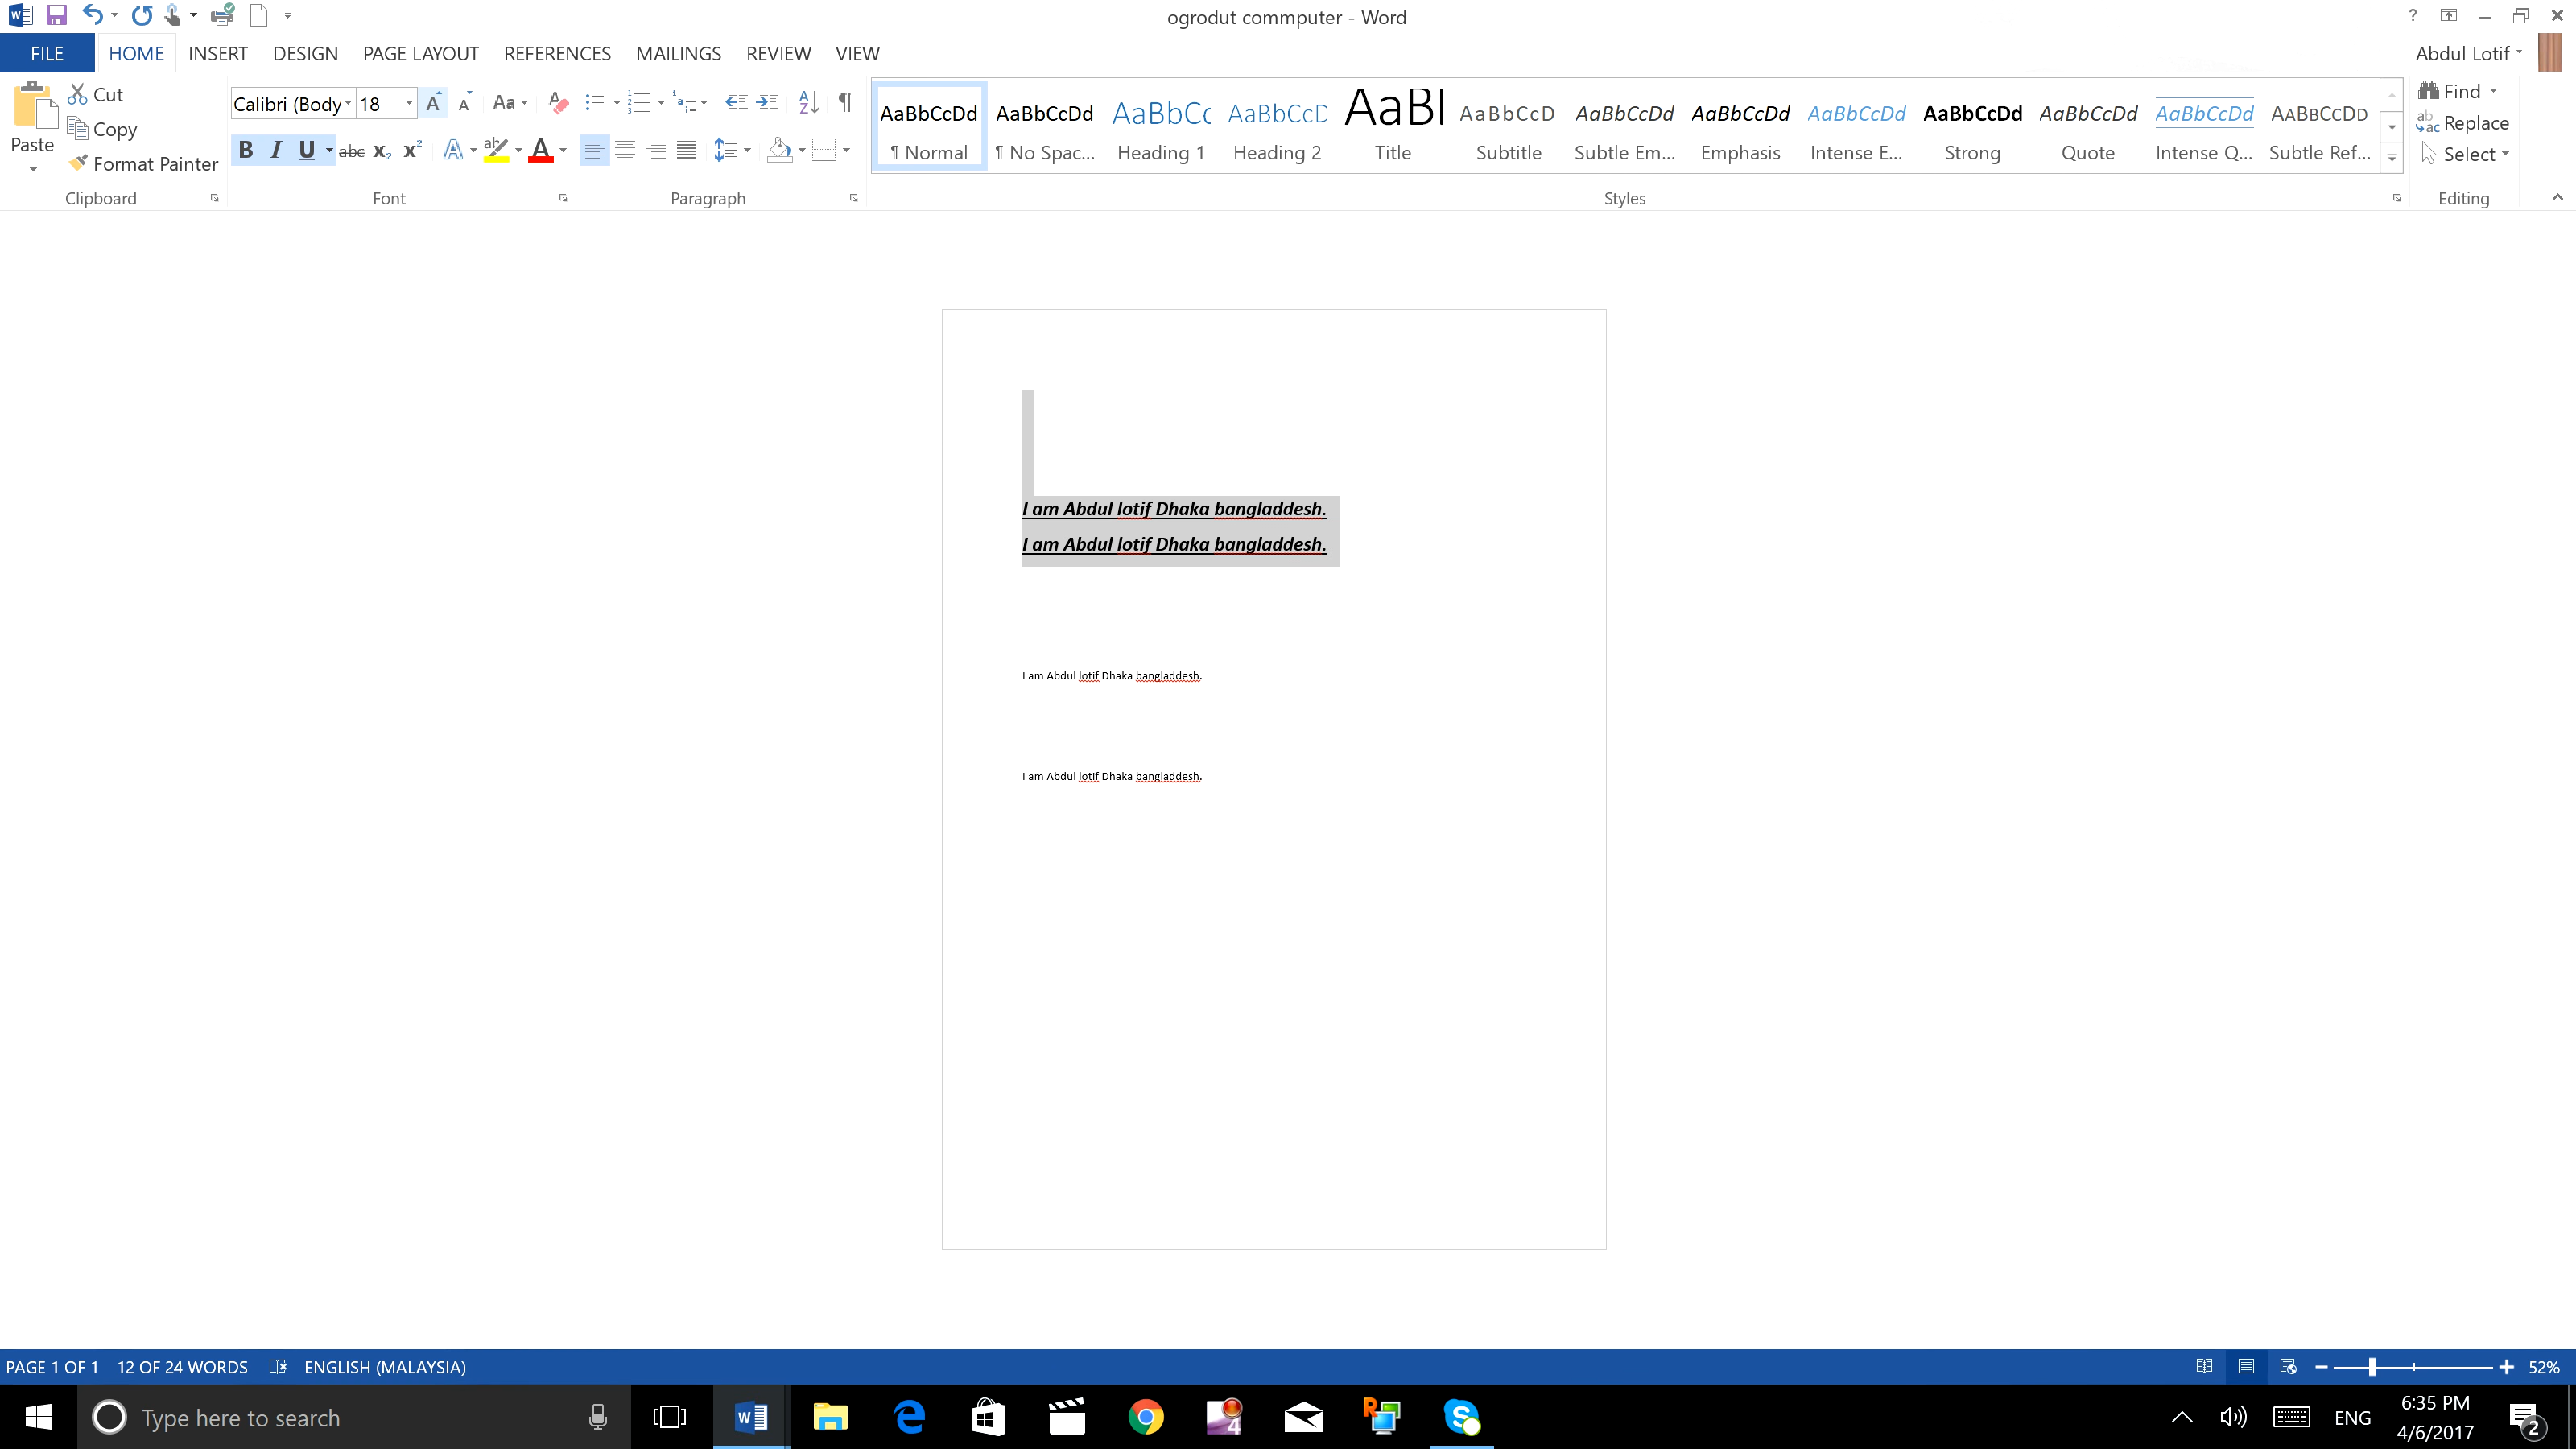 ogrodut commputer - Word
? 
FILE HOME INSERT DESIGN PAGE LAYOUT REFERENCES MAILINGS REVIEW VIEW Abdul Lotif
Paste
Cut
Copy
Format Painter
Clipboard
Calibri (Body 18
Font
Paragraph
AaBbCcDd AaBbCcDd AaBbCc AaBbCcD AaBl AaBbCcD AaBbCcDd AaBbCcDd AaBbCcDd AaBbCcDd AaBbCcDd AaBbCcDd AaBbCcDd
¶ Normal ¶ No Spac... Heading 1 Heading 2 Title Subtitle Subtle Em... Emphasis Intense E... Strong Quote Intense Q... Subtle Ref...
Styles
Find
Replace
Select
Editing
I am Abdul lotif Dhaka bangladdesh.
I am Abdul lotif Dhaka bangladdesh.
I am Abdul lotif Dhaka bangladdesh.
I am Abdul lotif Dhaka bangladdesh.
PAGE 1 OF 1 12 OF 24 WORDS ENGLISH (MALAYSIA) 52%
Type here to search
ENG
6:35 PM
4/6/2017
2